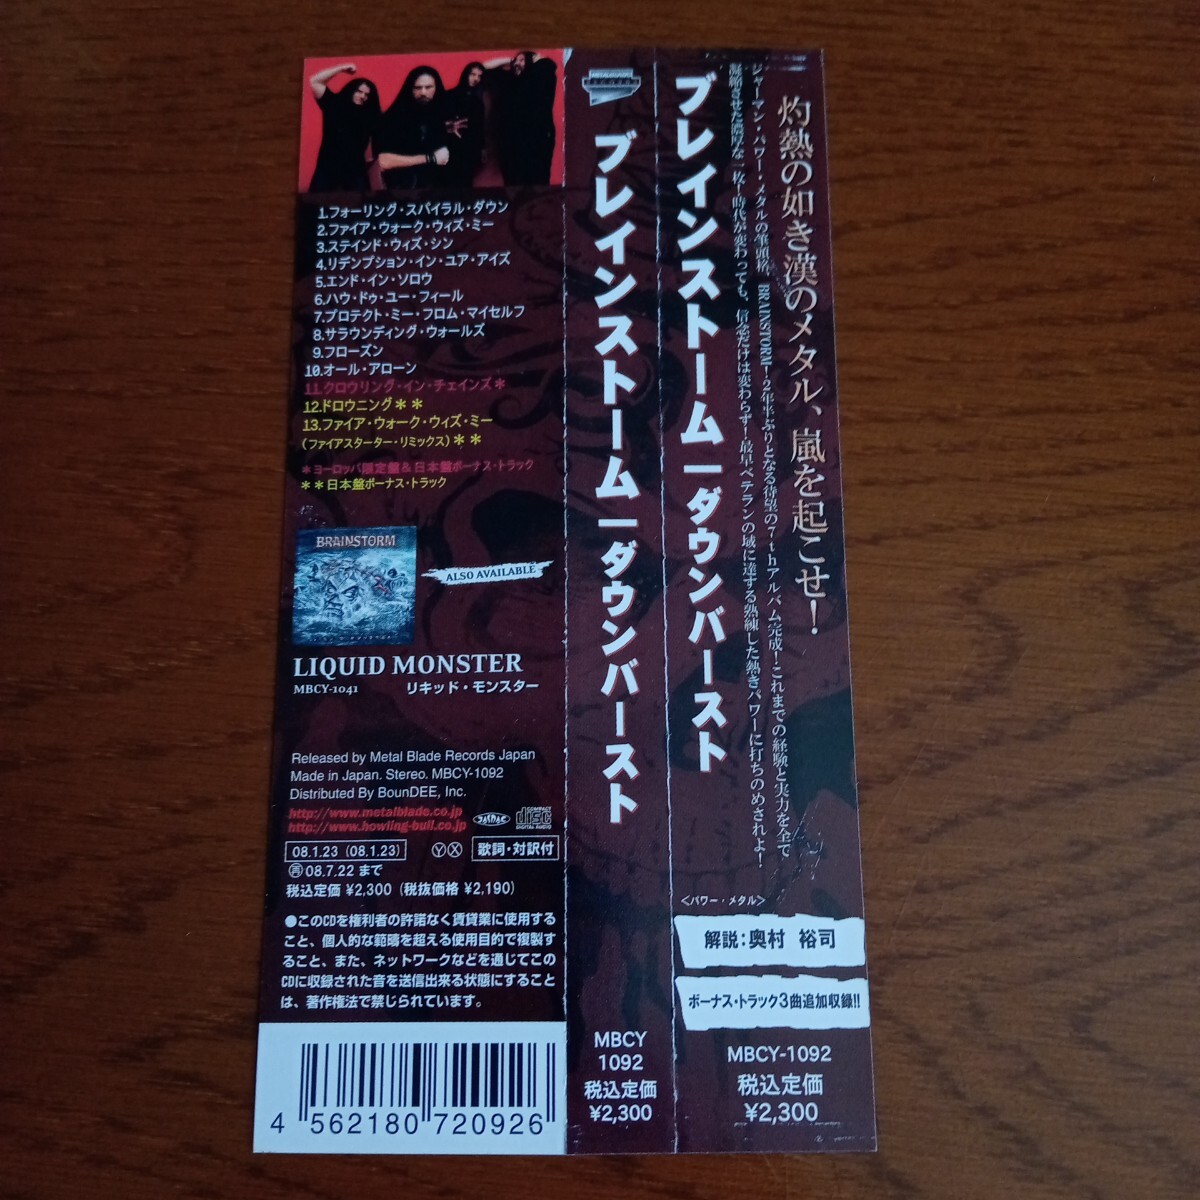 灼熱の如き漢のメタル、嵐を起こせ!
ジャーマン・パワー・メタルの筆頭格、BRAINSTORM!2年半ぶりとなる待望の7thアルバム完成!これまでの経験と実力を全て
凝縮させた濃厚な一枚!時代が変わっても、信念だけは変わらず!最早ベテランの域に達する熟練した熱きパワーに打ちのめされよ!
<パワー・メタル>
ブレインストーム｜ダウンバースト
解説:奥村 裕司
ボーナス・トラック3曲追加収録!!
MBCY-1092
税込定価
¥2,300
METAL BLADE
RECORDS
ブレインストーム｜ダウンバースト
MBCY
1092
税込定価
¥2,300
1.フォーリング・スパイラル・ダウン
2.ファイア・ウォーク・ウィズ・ミー
3.ステインド・ウィズ・シン
4.リデンプション・イン・ユア・アイズ
5.エンド・イン・ソロウ
6.ハウ・ドゥ・ユー・フィール
7.プロテクト・ミー・フロム・マイセルフ
8.サラウンディング・ウォールズ
9.フローズン
10.オール・アローン
11.クロウリング・イン・チェインズ＊
12.ドロウニング＊＊
13.ファイア・ウォーク・ウィズ・ミー
(ファイアスターター・リミックス)＊＊
＊ヨーロッパ限定盤&日本盤ボーナス・トラック
＊＊日本盤ボーナス・トラック
BRAINSTORM
ALSO AVAILABLE
LIQUID MONSTER
MBCY-1041 リキッド・モンスター
Released by Metal Blade Records Japan
Made in Japan. Stereo. MBCY-1092
Distributed by BounDEE, Inc.
http://www.metalblade.co.jp
http://www.howling-bull.co.jp
JASRAC
COMPACT disc DIGITAL AUDIO
08.1.23 (08.1.23) Ⓨ Ⓧ 歌詞・対訳付
再08.7.22 まで
税込定価 ¥2,300 (税抜価格 ¥2,190)
●このCDを権利者の許諾なく賃貸業に使用する
こと、個人的な範疇を超える使用目的で複製す
ること、また、ネットワークなどを通じてこの
CDに収録された音を送信出来る状態にすること
は、著作権法で禁じられています。
4 562180 720926